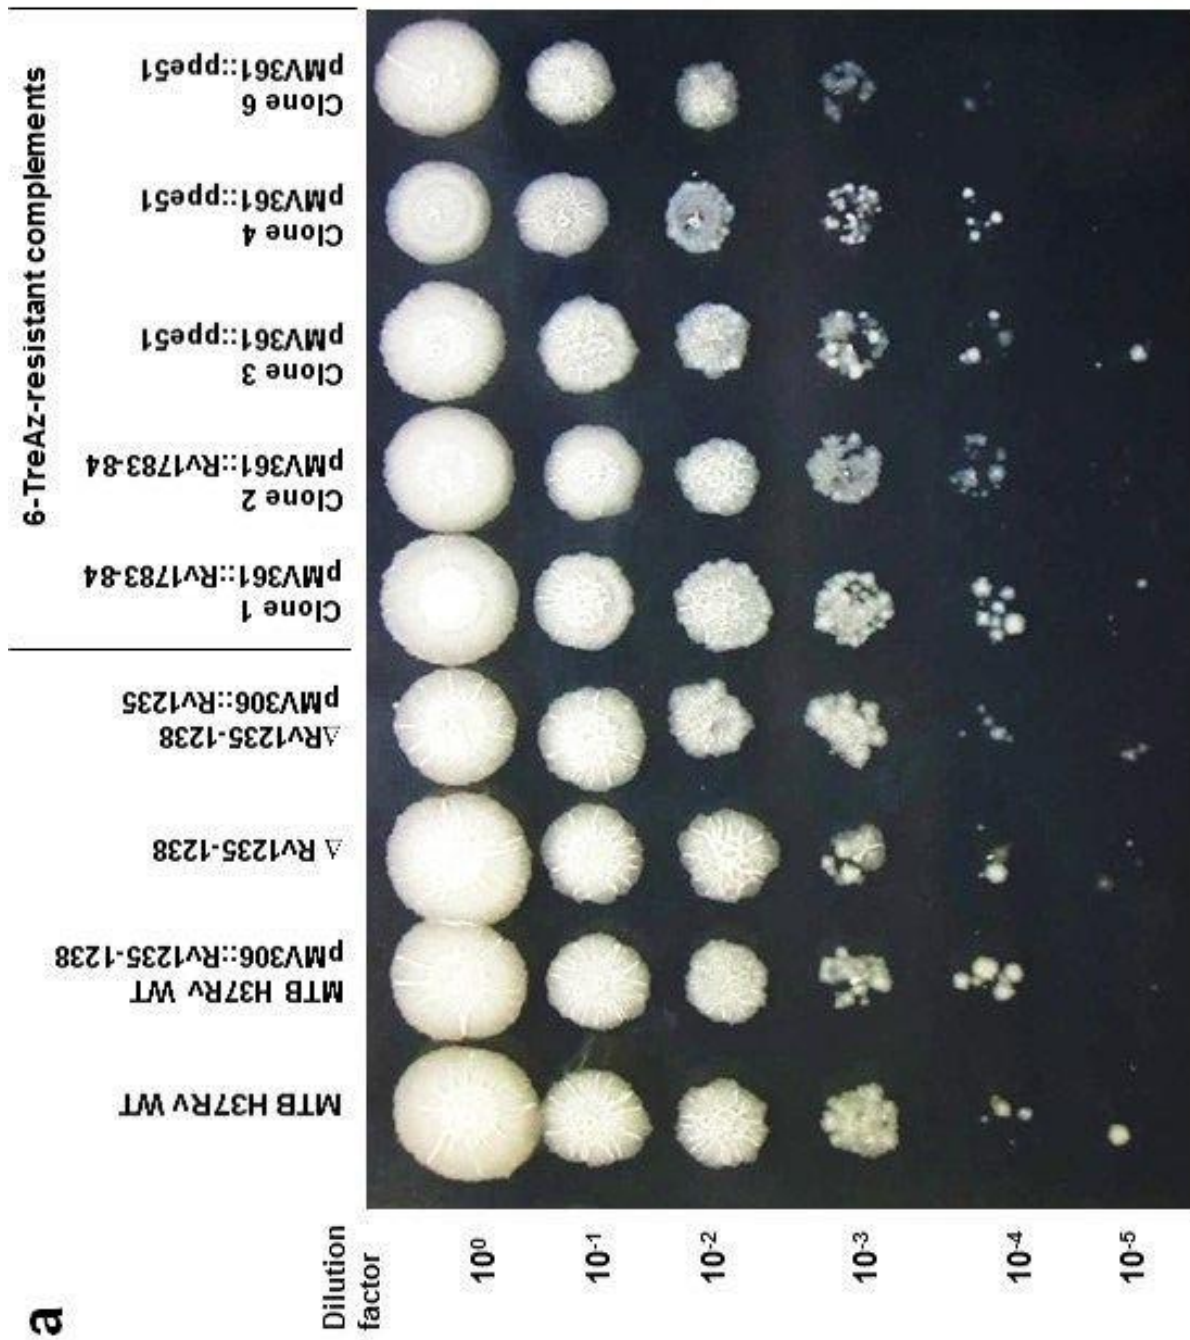 a
6-TreAz-resistant complements
MTB H37Rv WT
MTB H37Rv WT
pMV306::Rv1235-1238
Δ Rv1235-1238
ΔRv1235-1238
pMV306::Rv1235
Clone 1
pMV361::Rv1783-84
Clone 2
pMV361::Rv1783-84
Clone 3
pMV361::ppe51
Clone 4
pMV361::ppe51
Clone 6
pMV361::ppe51
Dilution
factor
10⁰
10⁻¹
10⁻²
10⁻³
10⁻⁴
10⁻⁵